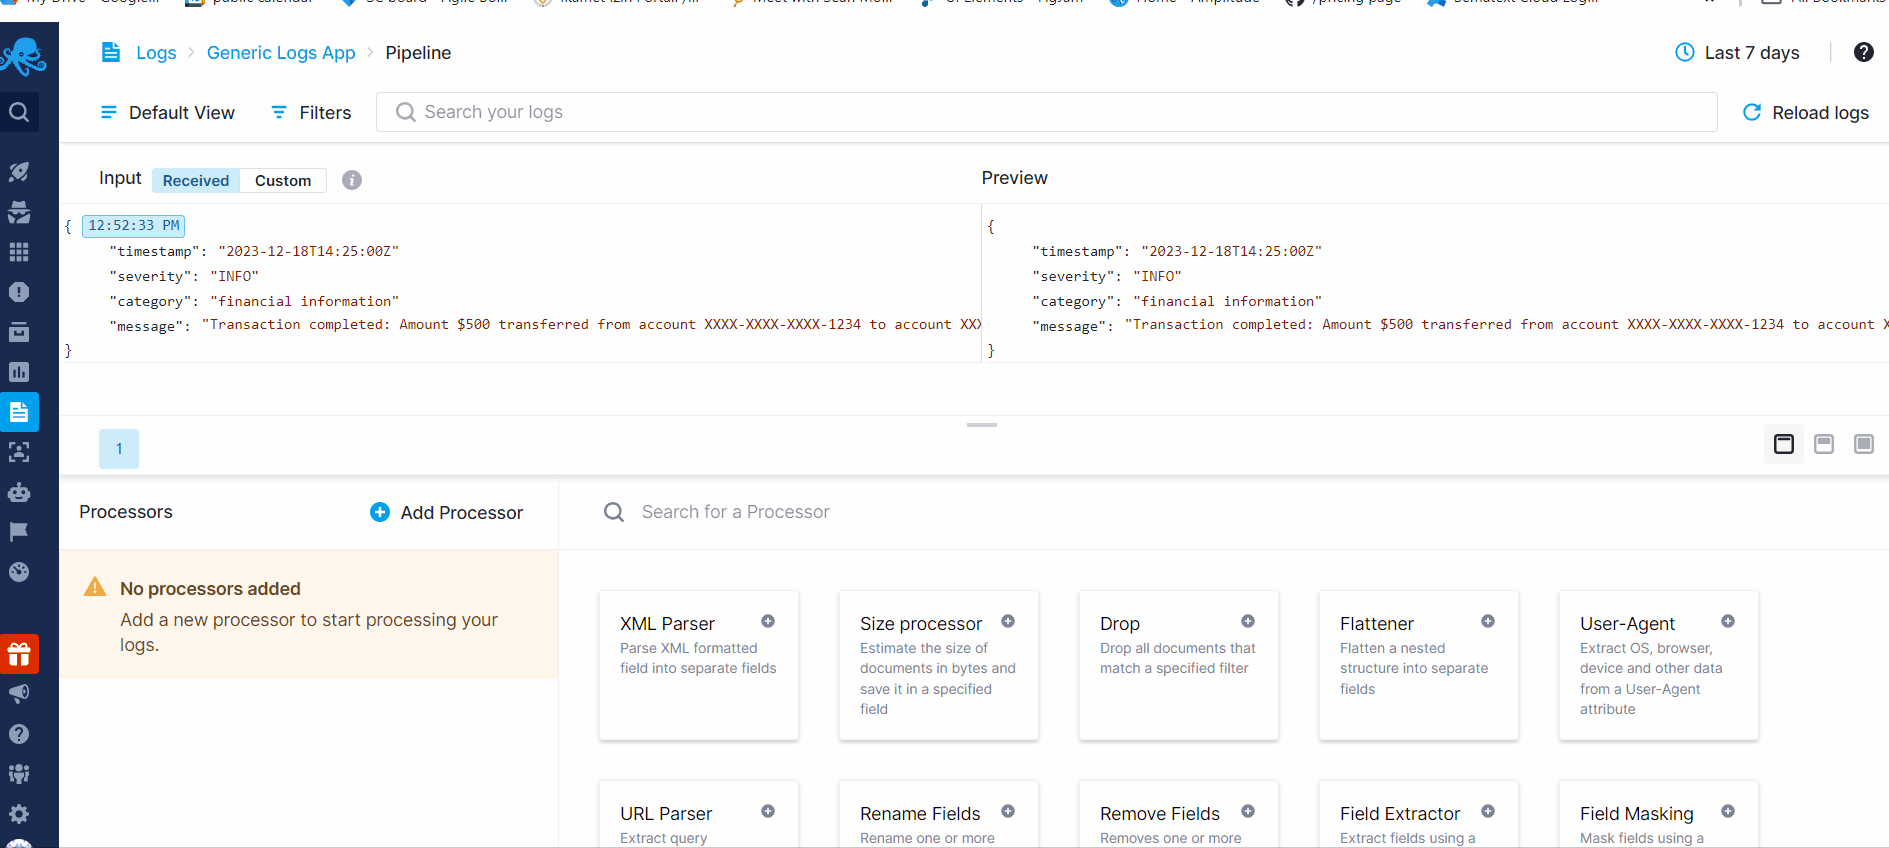 Logs > Generic Logs App > Pipeline
Last 7 days
Default View
Filters
Search your logs
Reload logs
Input
Received
Custom
Preview
{ 12:52:33 PM
"timestamp": "2023-12-18T14:25:00Z"
"severity": "INFO"
"category": "financial information"
"message": "Transaction completed: Amount $500 transferred from account XXXX-XXXX-XXXX-1234 to account XXX
}
{
"timestamp": "2023-12-18T14:25:00Z"
"severity": "INFO"
"category": "financial information"
"message": "Transaction completed: Amount $500 transferred from account XXXX-XXXX-XXXX-1234 to account X
}
1
Processors
Add Processor
Search for a Processor
No processors added
Add a new processor to start processing your
logs.
XML Parser
Parse XML formatted
field into separate fields
Size processor
Estimate the size of
documents in bytes and
save it in a specified
field
Drop
Drop all documents that
match a specified filter
Flattener
Flatten a nested
structure into separate
fields
User-Agent
Extract OS, browser,
device and other data
from a User-Agent
attribute
URL Parser
Extract query
Rename Fields
Rename one or more
Remove Fields
Removes one or more
Field Extractor
Extract fields using a
Field Masking
Mask fields using a